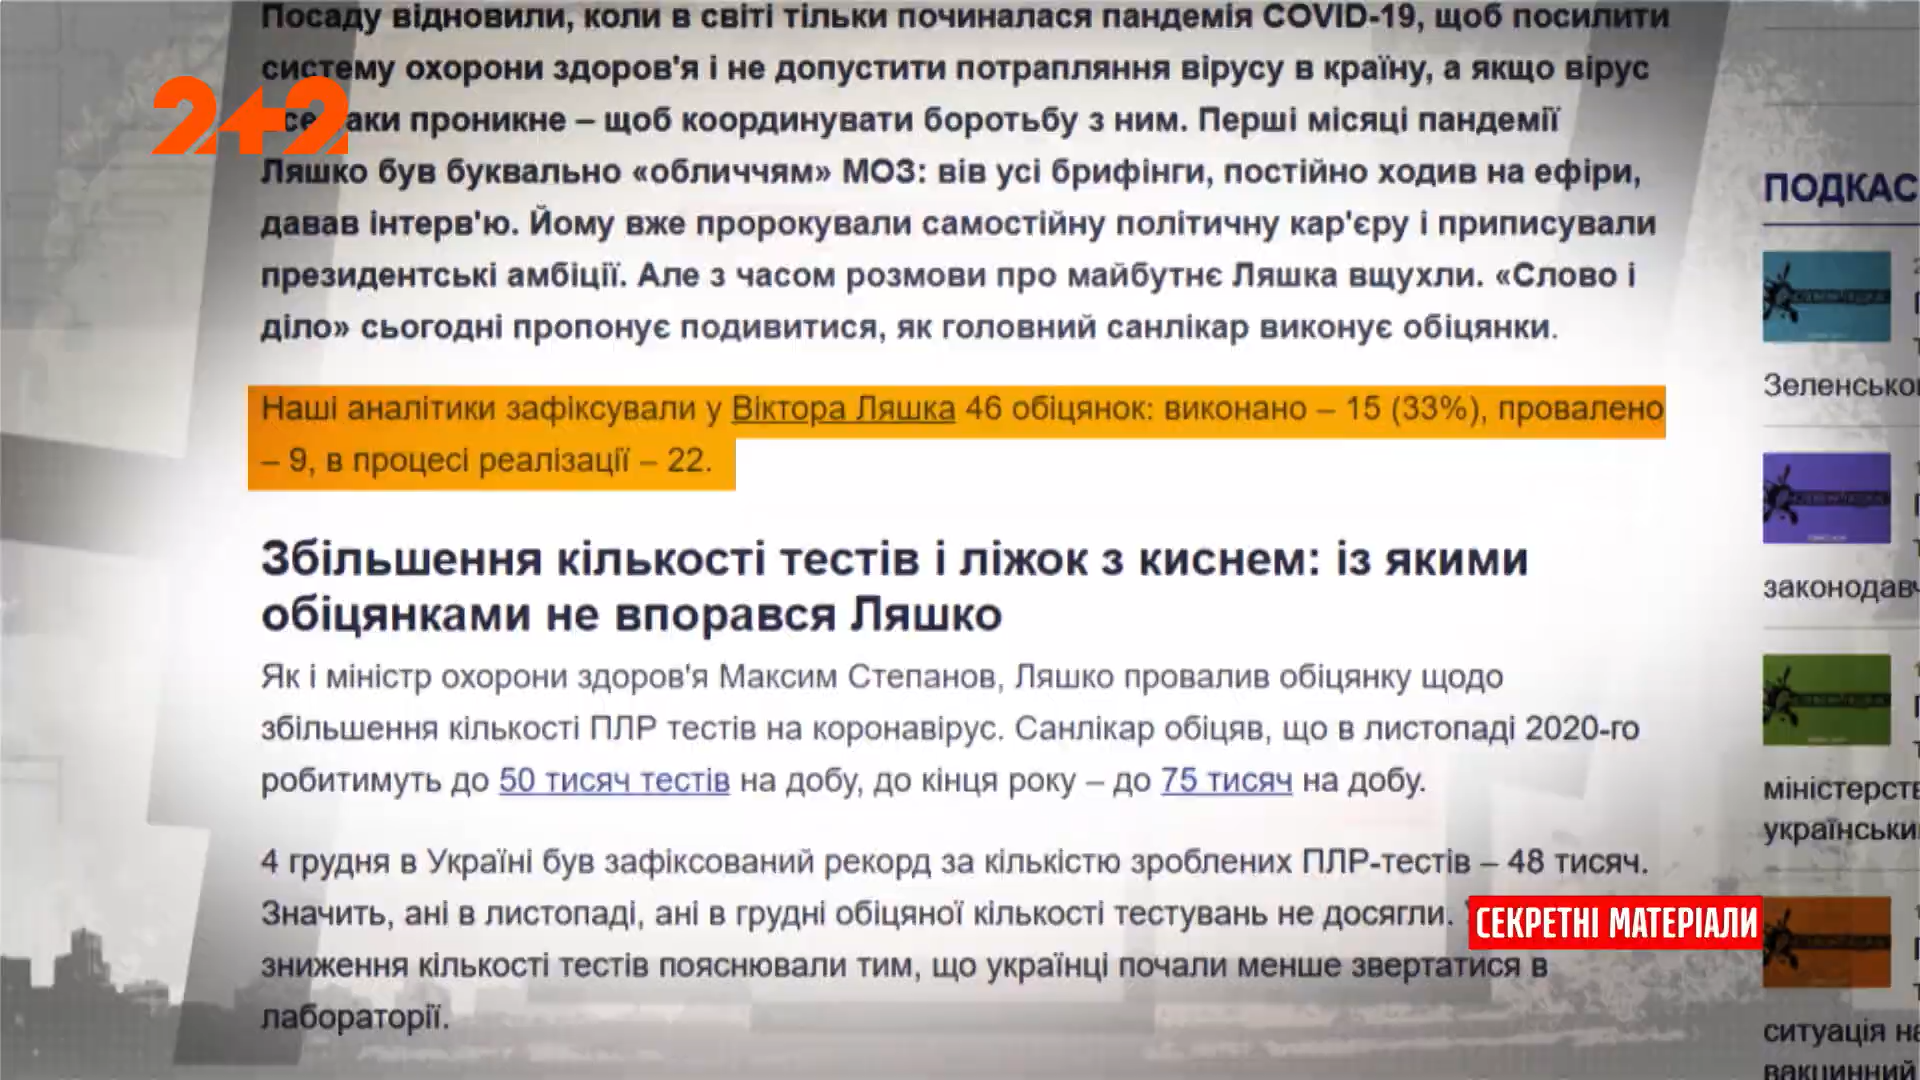 Посаду відновили, коли в світі тільки починалася пандемія COVID-19, щоб посилити
систему охорони здоров'я і не допустити потрапляння вірусу в країну, а якщо вірус
2+2
проникне – щоб координувати боротьбу з ним. Перші місяці пандемії
Ляшко був буквально «обличчям» МОЗ: вів усі брифінги, постійно ходив на ефіри,
давав інтерв'ю. Йому вже пророкували самостійну політичну кар'єру і приписували
президентські амбіції. Але з часом розмови про майбутнє Ляшка вщухли. «Слово і
діло» сьогодні пропонує подивитися, як головний санлікар виконує обіцянки.
Наші аналітики зафіксували у Віктора Ляшка 46 обіцянок: виконано – 15 (33%), провалено
– 9, в процесі реалізації – 22.
Збільшення кількості тестів і ліжок з киснем: із якими
обіцянками не впорався Ляшко
Як і міністр охорони здоров'я Максим Степанов, Ляшко провалив обіцянку щодо
збільшення кількості ПЛР тестів на коронавірус. Санлікар обіцяв, що в листопаді 2020-го
робитимуть до 50 тисяч тестів на добу, до кінця року – до 75 тисяч на добу.
4 грудня в Україні був зафіксований рекорд за кількістю зроблених ПЛР-тестів – 48 тисяч.
Значить, ані в листопаді, ані в грудні обіцяної кількості тестувань не досягли.
зниження кількості тестів пояснювали тим, що українці почали менше звертатися в
лабораторії.
СЕКРЕТНІ МАТЕРІАЛИ
ПОДКАС
Зеленсько
законодав
міністерст
українськи
ситуація на
вакцинний